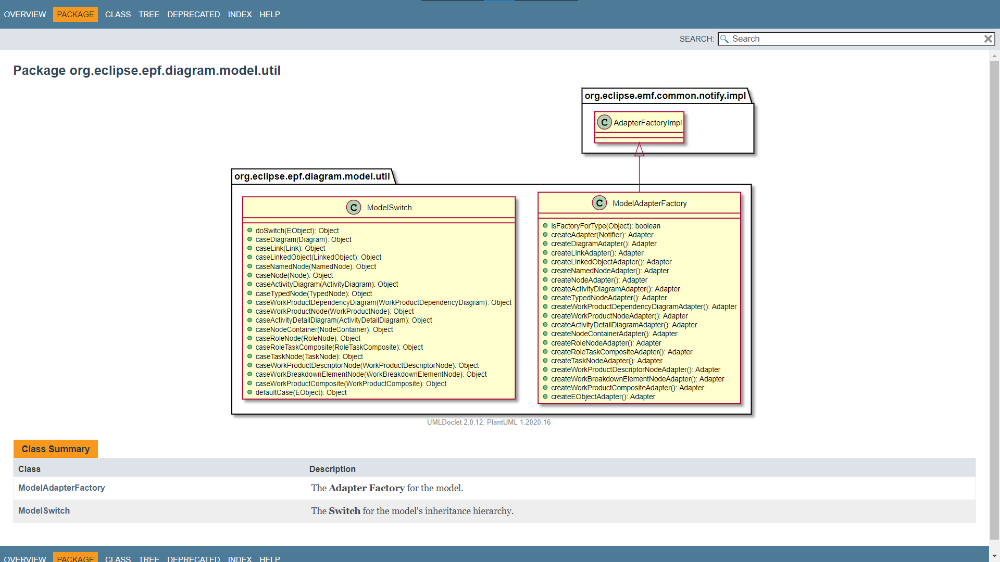 OVERVIEW PACKAGE CLASS TREE DEPRECATED INDEX HELP
SEARCH: Search
Package org.eclipse.epf.diagram.model.util
org.eclipse.emf.common.notify.impl
C AdapterFactoryImpl
org.eclipse.epf.diagram.model.util
C ModelSwitch
doSwitch(EObject): Object
caseDiagram(Diagram): Object
caseLink(Link): Object
caseLinkedObject(LinkedObject): Object
caseNamedNode(NamedNode): Object
caseNode(Node): Object
caseActivityDiagram(ActivityDiagram): Object
caseTypedNode(TypedNode): Object
caseWorkProductDependencyDiagram(WorkProductDependencyDiagram): Object
caseWorkProductNode(WorkProductNode): Object
caseActivityDetailDiagram(ActivityDetailDiagram): Object
caseNodeContainer(NodeContainer): Object
caseRoleNode(RoleNode): Object
caseRoleTaskComposite(RoleTaskComposite): Object
caseTaskNode(TaskNode): Object
caseWorkProductDescriptorNode(WorkProductDescriptorNode): Object
caseWorkBreakdownElementNode(WorkBreakdownElementNode): Object
caseWorkProductComposite(WorkProductComposite): Object
defaultCase(EObject): Object
C ModelAdapterFactory
isFactoryForType(Object): boolean
createAdapter(Notifier): Adapter
createDiagramAdapter(): Adapter
createLinkAdapter(): Adapter
createLinkedObjectAdapter(): Adapter
createNamedNodeAdapter(): Adapter
createNodeAdapter(): Adapter
createActivityDiagramAdapter(): Adapter
createTypedNodeAdapter(): Adapter
createWorkProductDependencyDiagramAdapter(): Adapter
createWorkProductNodeAdapter(): Adapter
createActivityDetailDiagramAdapter(): Adapter
createNodeContainerAdapter(): Adapter
createRoleNodeAdapter(): Adapter
createRoleTaskCompositeAdapter(): Adapter
createTaskNodeAdapter(): Adapter
createWorkProductDescriptorNodeAdapter(): Adapter
createWorkBreakdownElementNodeAdapter(): Adapter
createWorkProductCompositeAdapter(): Adapter
createEObjectAdapter(): Adapter
UMLDoclet 2.0.12, PlantUML 1.2020.16
Class Summary
Class Description
ModelAdapterFactory The Adapter Factory for the model.
ModelSwitch The Switch for the model's inheritance hierarchy.
OVERVIEW PACKAGE CLASS TREE DEPRECATED INDEX HELP